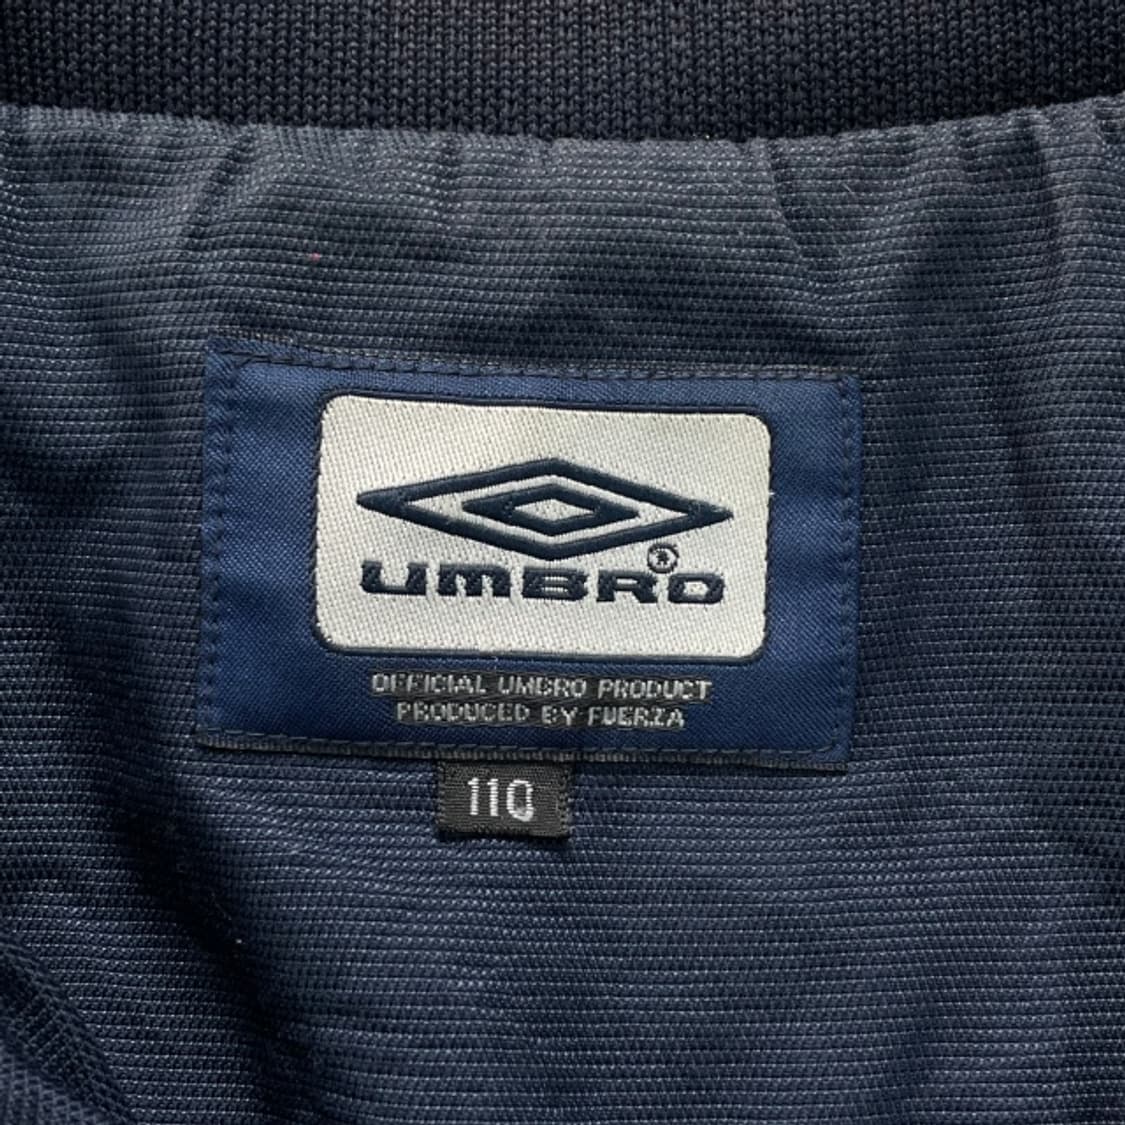 UMBRO®
OFFICIAL UMBRO PRODUCT
PRODUCED BY FUERZA
110